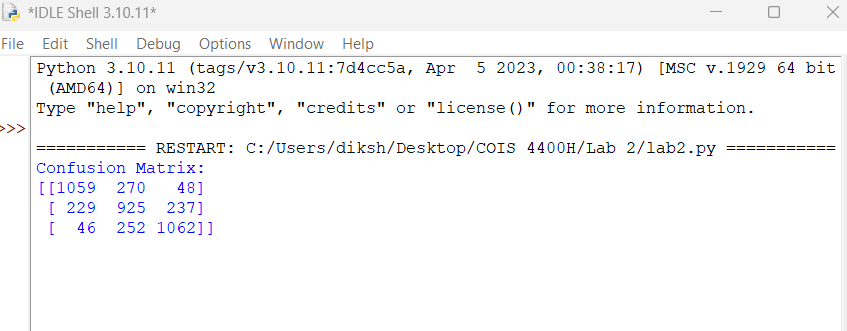 *IDLE Shell 3.10.11*
File Edit Shell Debug Options Window Help
Python 3.10.11 (tags/v3.10.11:7d4cc5a, Apr  5 2023, 00:38:17) [MSC v.1929 64 bit
 (AMD64)] on win32
Type "help", "copyright", "credits" or "license()" for more information.
>>>
=========== RESTART: C:/Users/diksh/Desktop/COIS 4400H/Lab 2/lab2.py ===========
Confusion Matrix:
[[1059  270   48]
 [ 229  925  237]
 [  46  252 1062]]